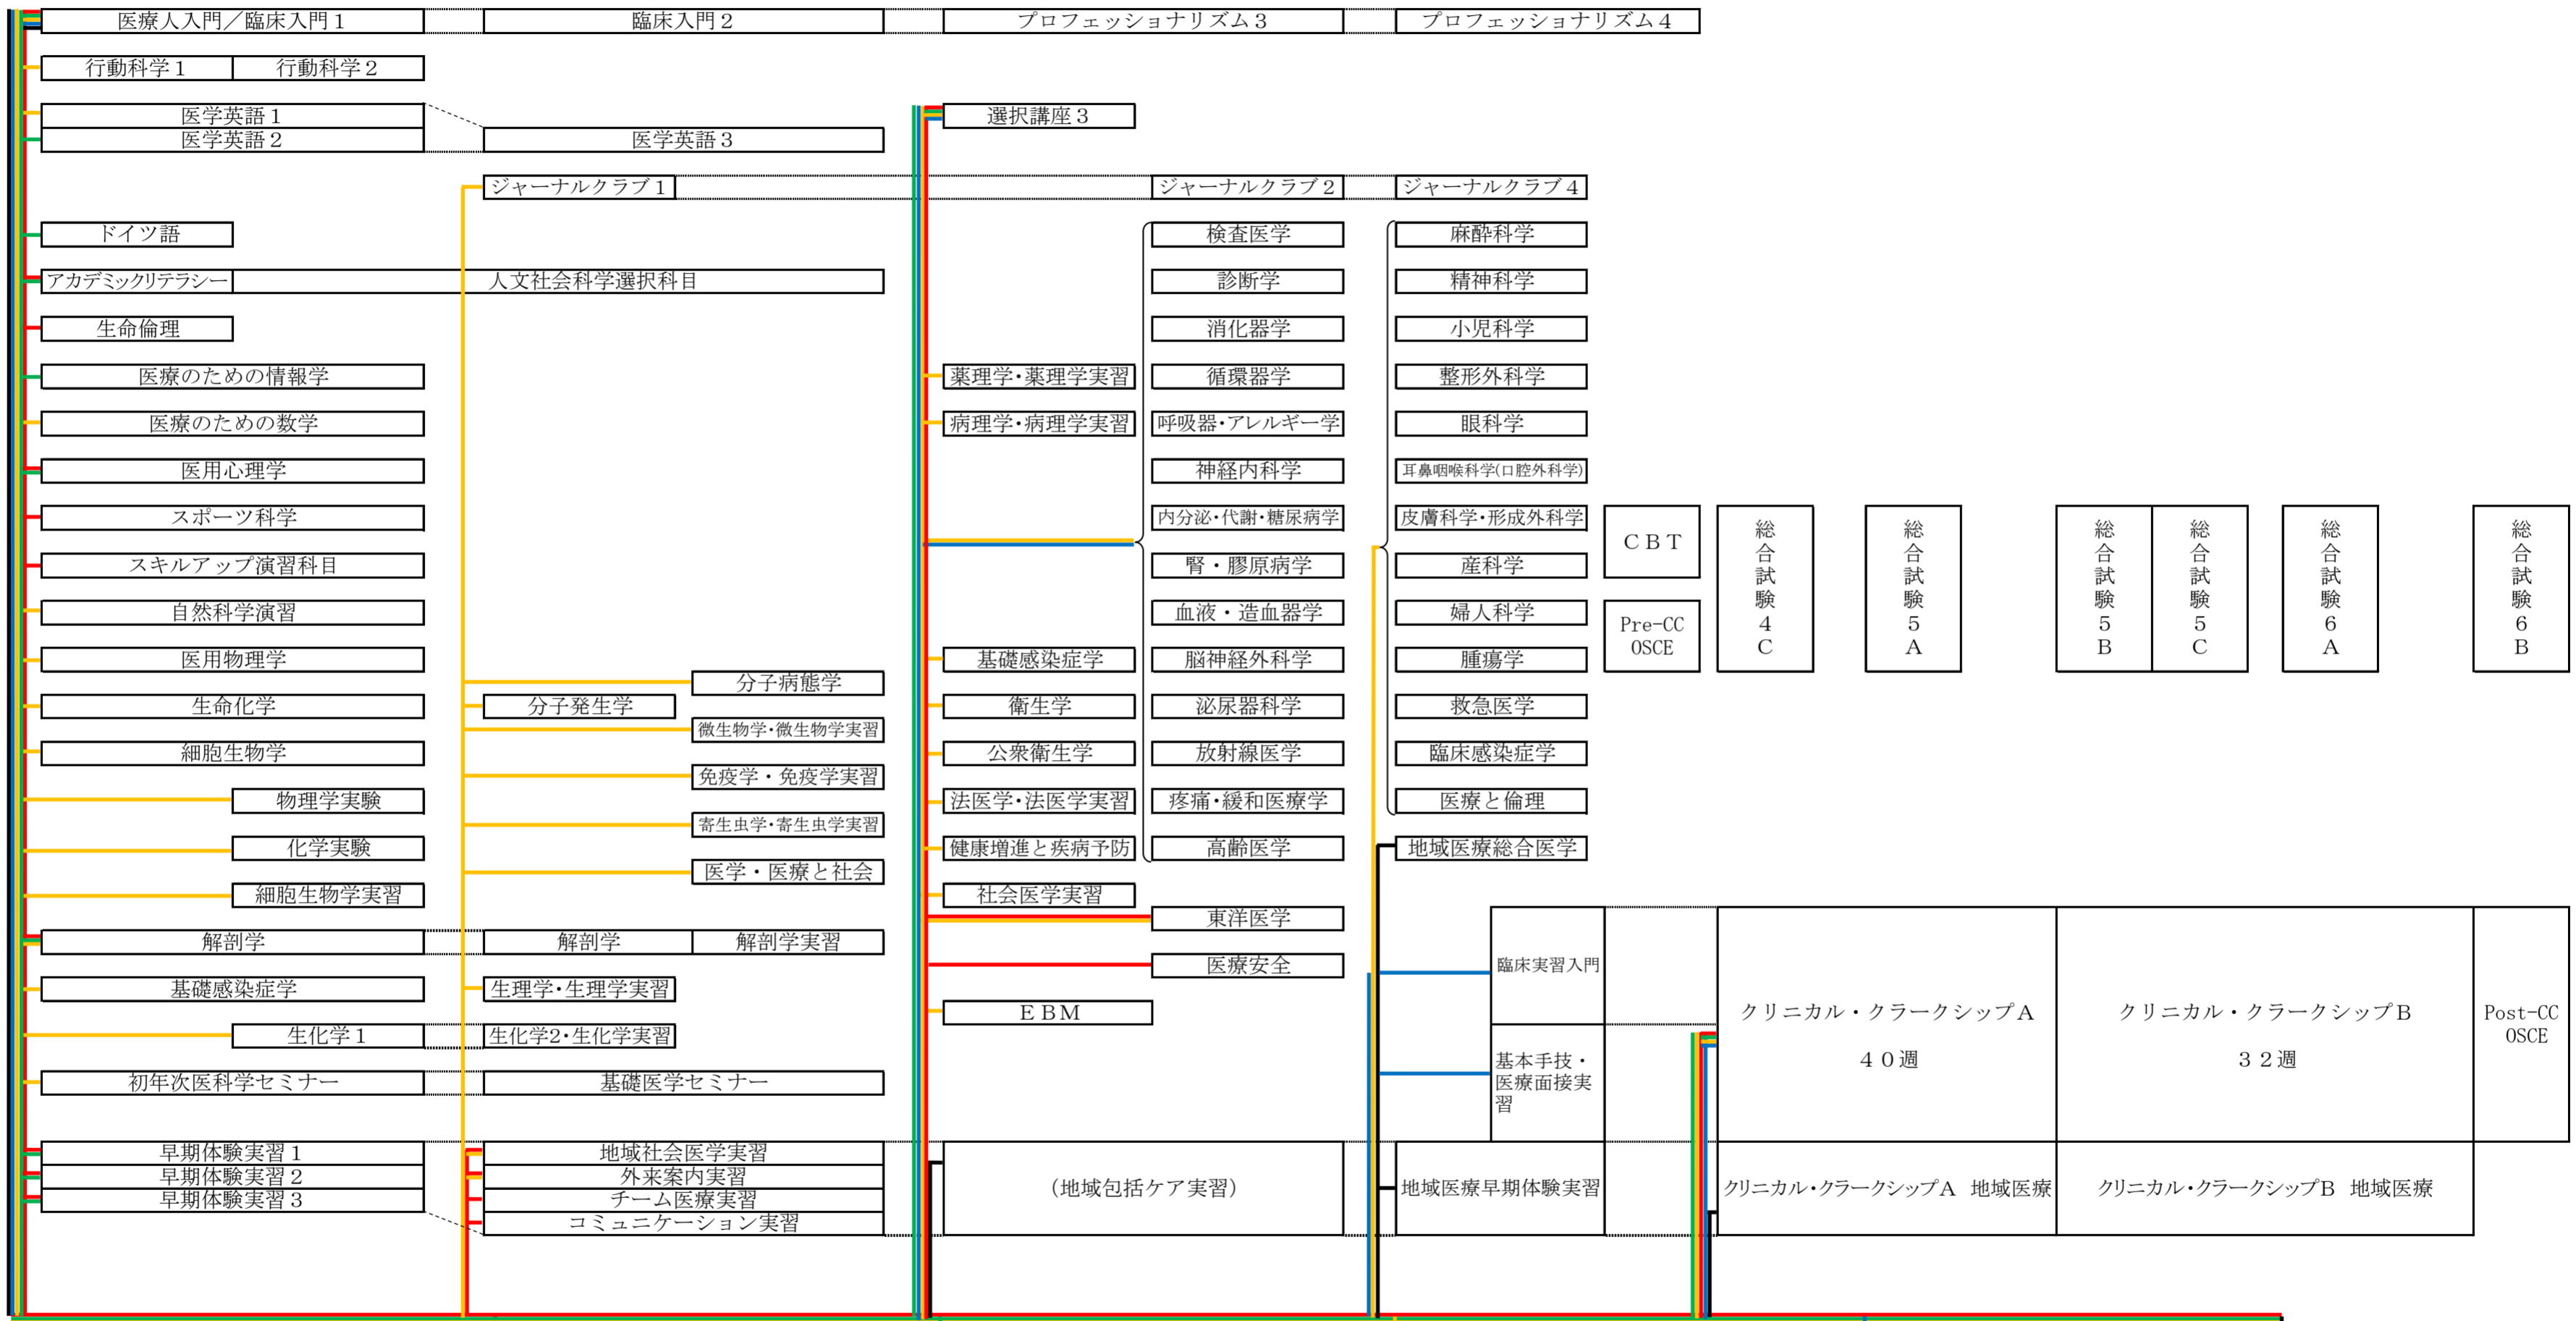 医療人入門／臨床入門１
臨床入門２
プロフェッショナリズム３
プロフェッショナリズム４
行動科学１
行動科学２
医学英語１
選択講座３
医学英語２
医学英語３
ジャーナルクラブ１
ジャーナルクラブ２
ジャーナルクラブ４
ドイツ語
検査医学
麻酔科学
アカデミックリテラシー
人文社会科学選択科目
診断学
精神科学
生命倫理
消化器学
小児科学
医療のための情報学
薬理学・薬理学実習
循環器学
整形外科学
医療のための数学
病理学・病理学実習
呼吸器・アレルギー学
眼科学
医用心理学
神経内科学
耳鼻咽喉科学(口腔外科学)
スポーツ科学
内分泌・代謝・糖尿病学
皮膚科学・形成外科学
ＣＢＴ
総合試験４Ｃ
総合試験５Ａ
総合試験５Ｂ
総合試験５Ｃ
総合試験６Ａ
総合試験６Ｂ
スキルアップ演習科目
腎・膠原病学
産科学
自然科学演習
血液・造血器学
婦人科学
Pre-CC
OSCE
医用物理学
基礎感染症学
脳神経外科学
腫瘍学
分子病態学
生命化学
分子発生学
衛生学
泌尿器科学
救急医学
微生物学・微生物学実習
細胞生物学
公衆衛生学
放射線医学
臨床感染症学
免疫学・免疫学実習
物理学実験
法医学・法医学実習
疼痛・緩和医療学
医療と倫理
寄生虫学・寄生虫学実習
化学実験
健康増進と疾病予防
高齢医学
地域医療総合医学
医学・医療と社会
細胞生物学実習
社会医学実習
東洋医学
解剖学
解剖学
解剖学実習
医療安全
臨床実習入門
基礎感染症学
生理学・生理学実習
ＥＢＭ
クリニカル・クラークシップＡ
４０週
クリニカル・クラークシップＢ
３２週
Post-CC
OSCE
生化学１
生化学2・生化学実習
基本手技・
医療面接実
習
初年次医科学セミナー
基礎医学セミナー
早期体験実習１
地域社会医学実習
早期体験実習２
外来案内実習
（地域包括ケア実習）
地域医療早期体験実習
クリニカル・クラークシップＡ　地域医療
クリニカル・クラークシップＢ　地域医療
早期体験実習３
チーム医療実習
コミュニケーション実習